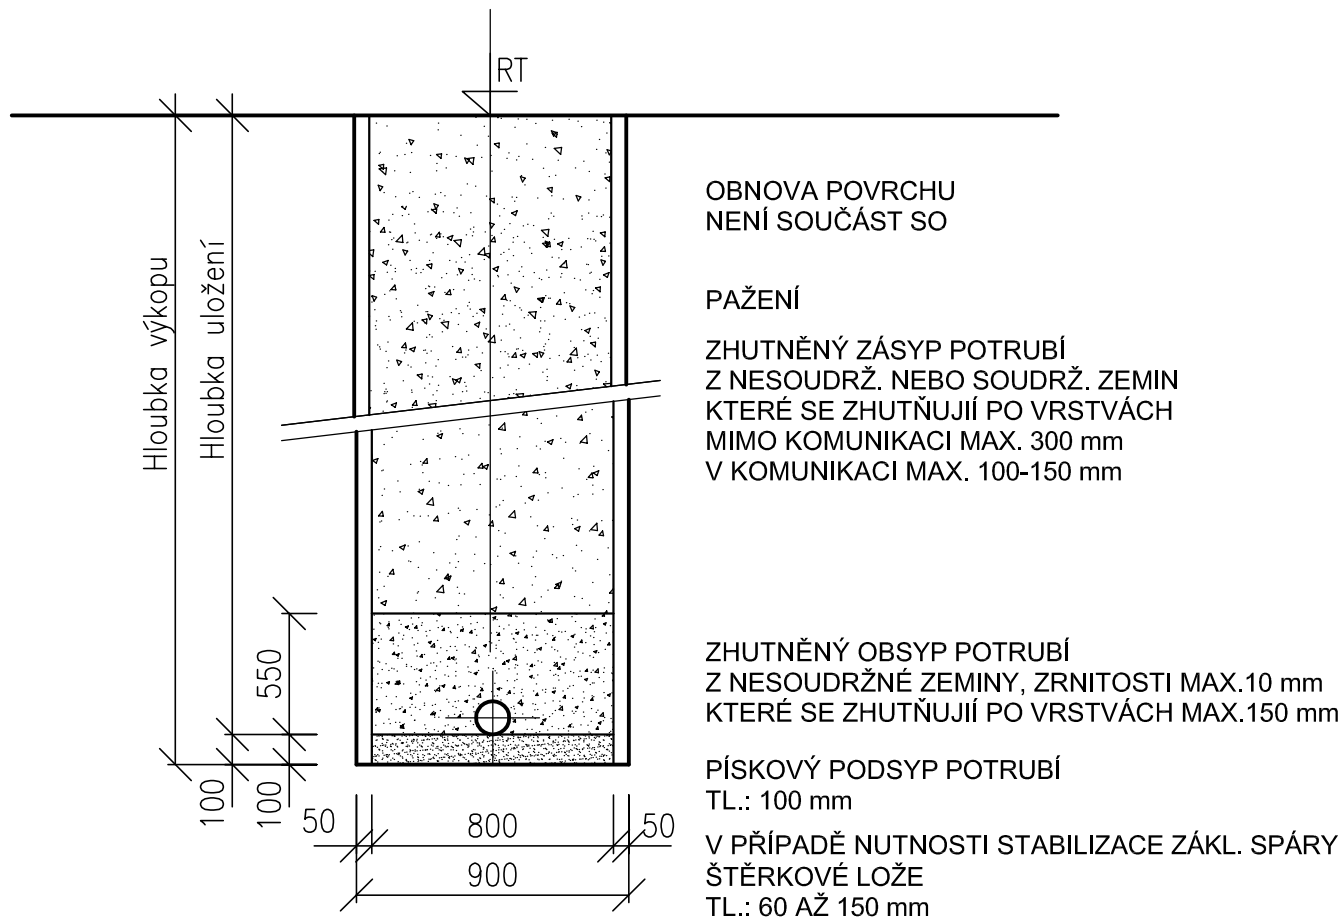 RT
OBNOVA POVRCHU
NENÍ SOUČÁST SO
PAŽENÍ
ZHUTNĚNÝ ZÁSYP POTRUBÍ
Z NESOUDRŽ. NEBO SOUDRŽ. ZEMIN
KTERÉ SE ZHUTŇUJIÍ PO VRSTVÁCH
MIMO KOMUNIKACI MAX. 300 mm
V KOMUNIKACI MAX. 100-150 mm
Hloubka výkopu
Hloubka uložení
550
ZHUTNĚNÝ OBSYP POTRUBÍ
Z NESOUDRŽNÉ ZEMINY, ZRNITOSTI MAX.10 mm
KTERÉ SE ZHUTŇUJIÍ PO VRSTVÁCH MAX.150 mm
PÍSKOVÝ PODSYP POTRUBÍ
TL.: 100 mm
100
100
50
800
50
900
V PŘÍPADĚ NUTNOSTI STABILIZACE ZÁKL. SPÁRY
ŠTĚRKOVÉ LOŽE
TL.: 60 AŽ 150 mm